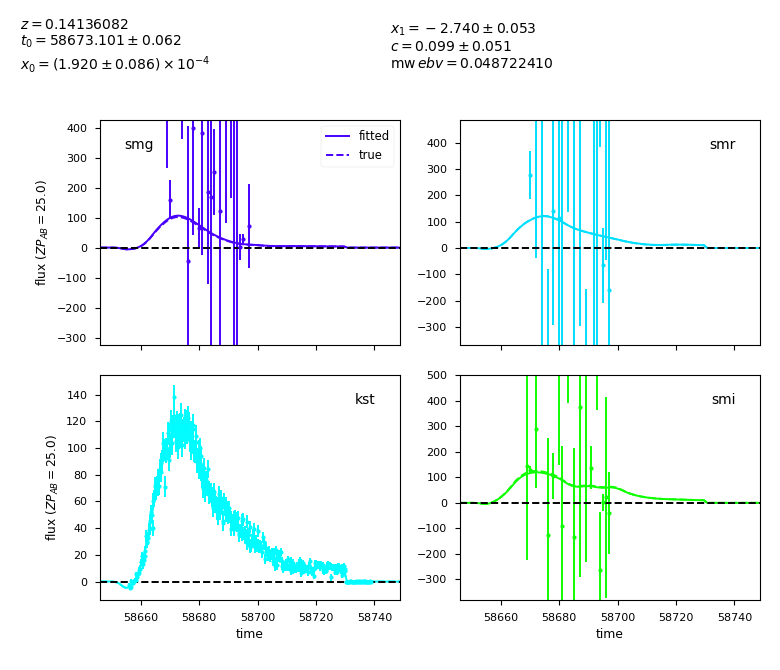 z = 0.14136082
t₀ = 58673.101 ± 0.062
x₀ = (1.920 ± 0.086) × 10⁻⁴
x₁ = −2.740 ± 0.053
c = 0.099 ± 0.051
mw ebv = 0.048722410
smg
fitted
true
400
300
200
100
0
−100
−200
−300
flux (ZP_AB = 25.0)
smr
400
300
200
100
0
−100
−200
−300
kst
140
120
100
80
60
40
20
0
flux (ZP_AB = 25.0)
58660 58680 58700 58720 58740
time
smi
500
400
300
200
100
0
−100
−200
−300
58660 58680 58700 58720 58740
time